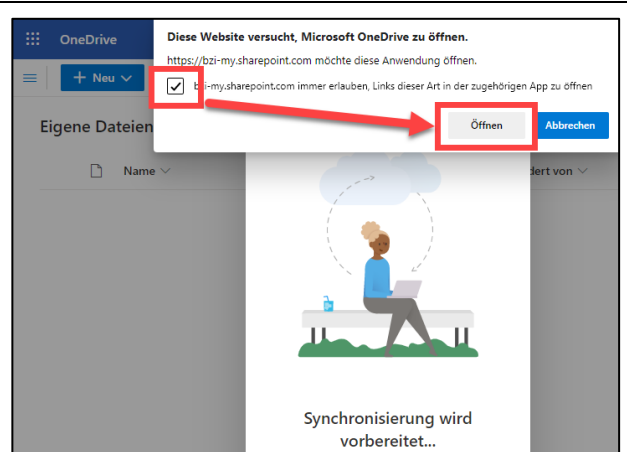 OneDrive
Diese Website versucht, Microsoft OneDrive zu öffnen.
https://bzi-my.sharepoint.com möchte diese Anwendung öffnen.
bzi-my.sharepoint.com immer erlauben, Links dieser Art in der zugehörigen App zu öffnen
+ Neu
Öffnen
Abbrechen
Eigene Dateien
Name
dert von
Synchronisierung wird
vorbereitet...